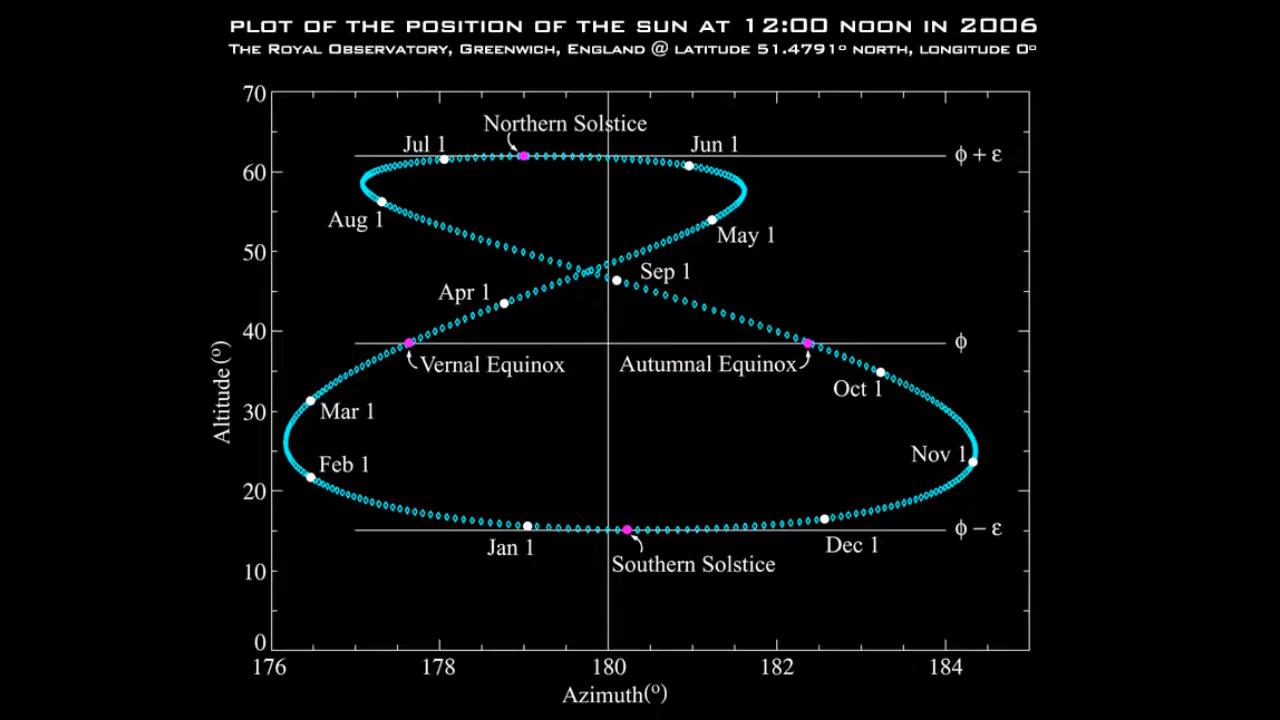 PLOT OF THE POSITION OF THE SUN AT 12:00 NOON IN 2006
THE ROYAL OBSERVATORY, GREENWICH, ENGLAND @ LATITUDE 51.4791º NORTH, LONGITUDE 0º
70
Northern Solstice
Jul 1
Jun 1
ϕ + ε
60
Aug 1
May 1
50
Sep 1
Apr 1
40
ϕ
Vernal Equinox
Autumnal Equinox
Oct 1
Altitude(º)
30
Mar 1
Nov 1
Feb 1
20
ϕ − ε
Jan 1
Dec 1
Southern Solstice
10
0
176
178
180
182
184
Azimuth(º)